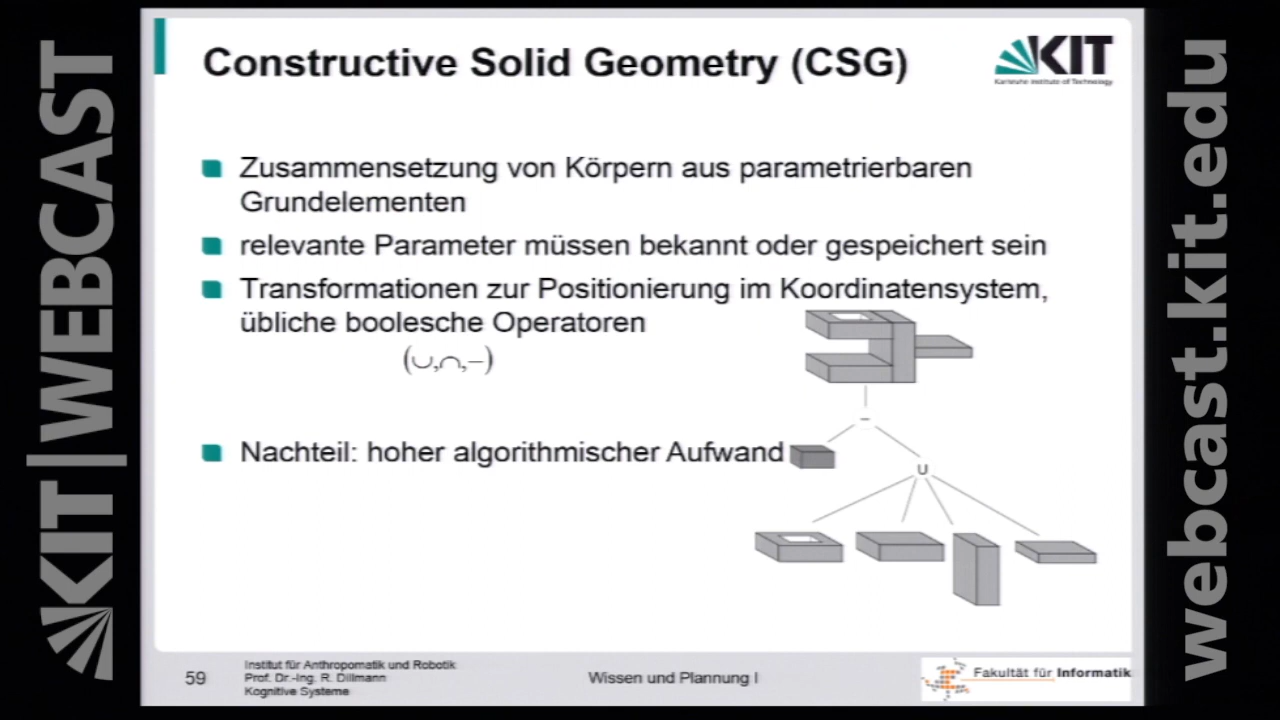 KIT|WEBCAST
Constructive Solid Geometry (CSG)
KIT
Karlsruhe Institute of Technology
Zusammensetzung von Körpern aus parametrierbaren
Grundelementen
relevante Parameter müssen bekannt oder gespeichert sein
Transformationen zur Positionierung im Koordinatensystem,
übliche boolesche Operatoren
(∪,∩,−)
−
Nachteil: hoher algorithmischer Aufwand
∪
59
Institut für Anthropomatik und Robotik
Prof. Dr.-Ing. R. Dillmann
Kognitive Systeme
Wissen und Planung I
Fakultät für Informatik
webcast.kit.edu